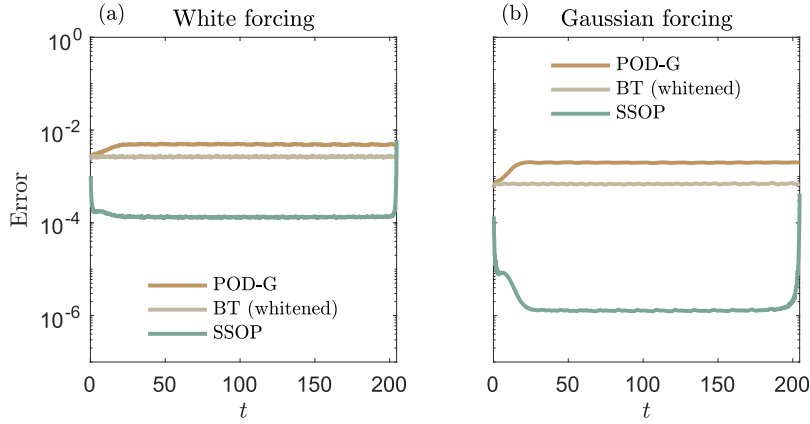 (a) White forcing
(b) Gaussian forcing
10^0
10^-2
10^-4
10^-6
Error
POD-G
BT (whitened)
SSOP
POD-G
BT (whitened)
SSOP
0 50 100 150 200
0 50 100 150 200
t
t